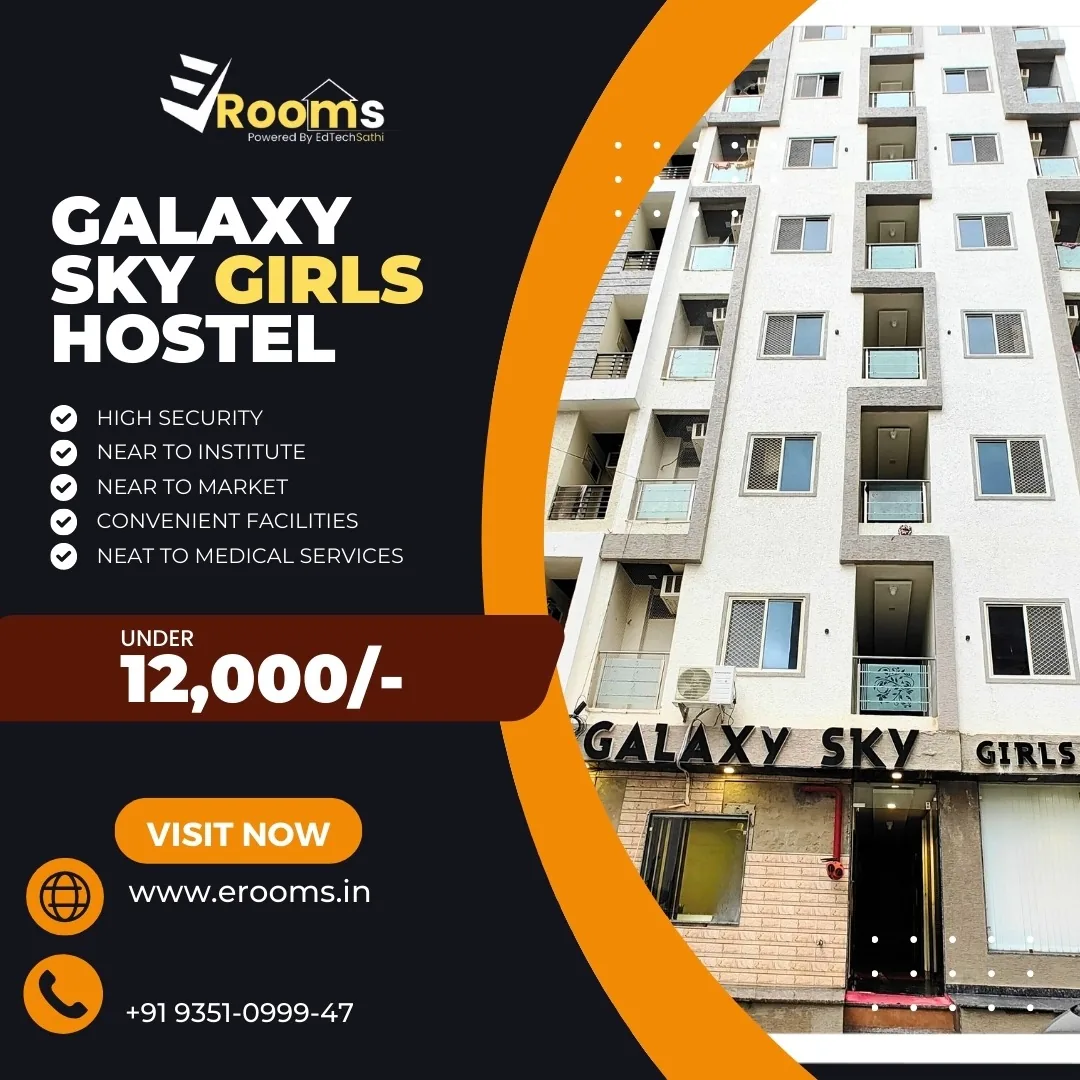 ERooms
Powered By EdTechSathi
GALAXY
SKY GIRLS
HOSTEL
HIGH SECURITY
NEAR TO INSTITUTE
NEAR TO MARKET
CONVENIENT FACILITIES
NEAT TO MEDICAL SERVICES
UNDER
12,000/-
GALAXY SKY GIRLS
VISIT NOW
www.erooms.in
+91 9351-0999-47